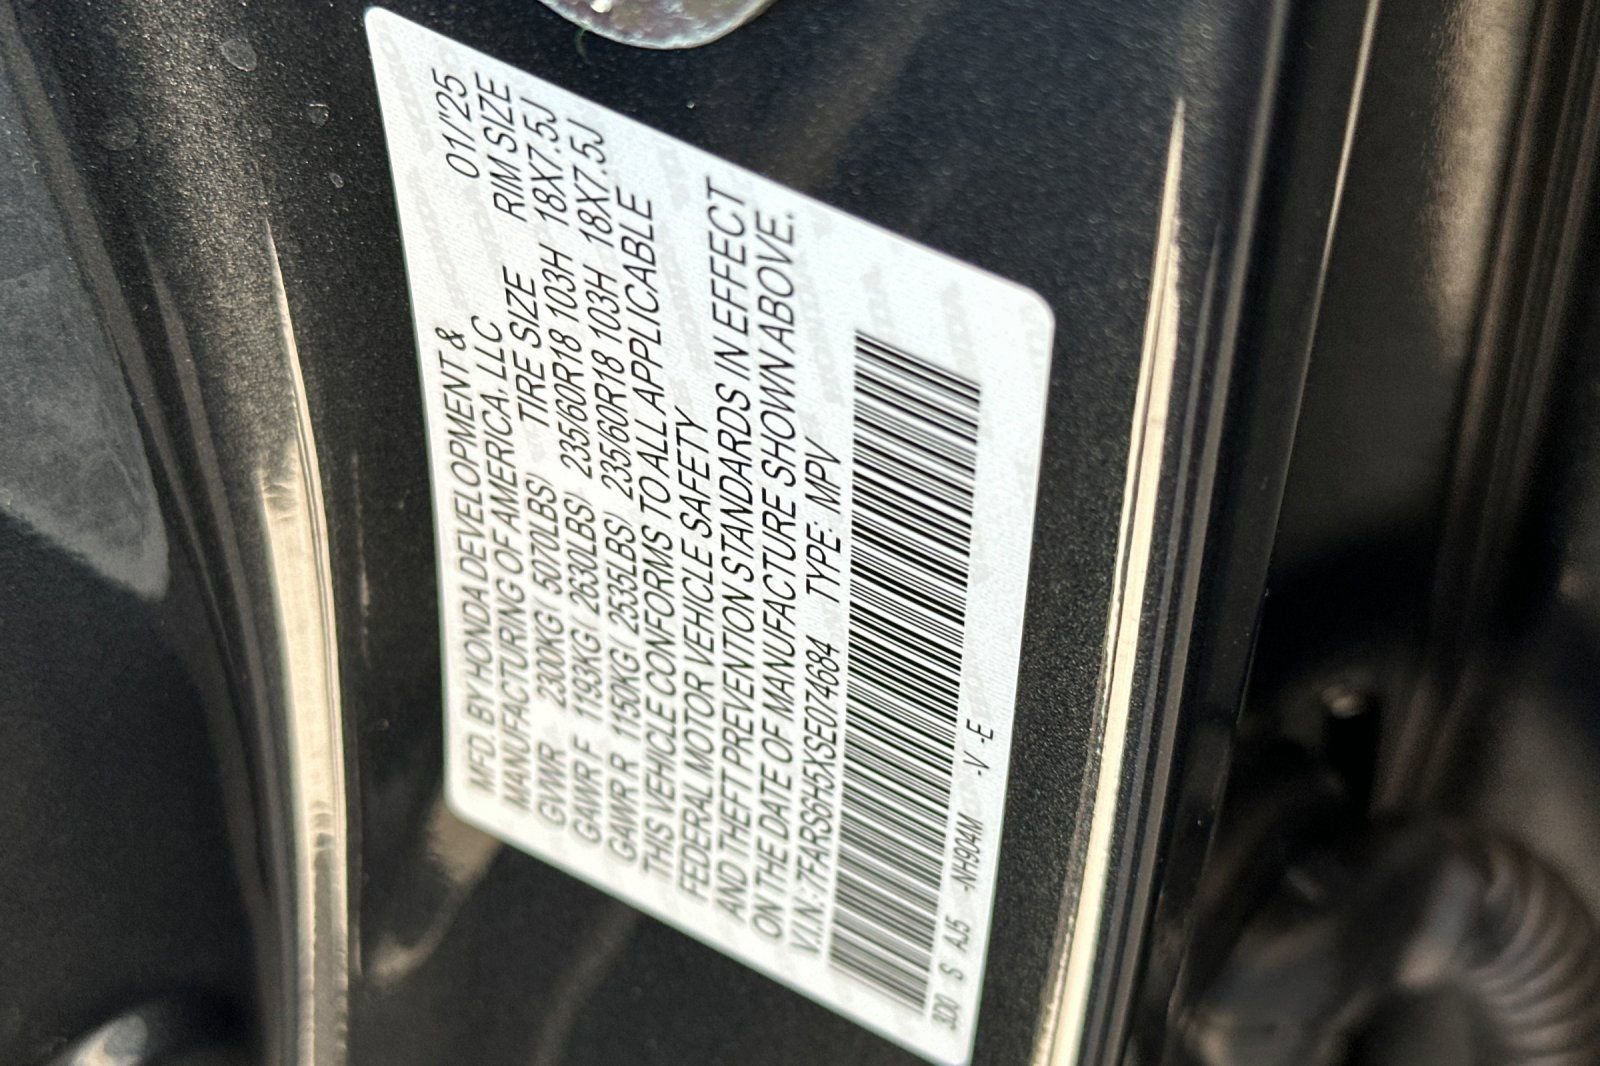 MFD. BY HONDA DEVELOPMENT & 01/'25
MANUFACTURING OF AMERICA, LLC
TIRE SIZE RIM SIZE
GVWR 2300KG( 5070LBS)
GAWR F 1193KG( 2630LBS) 235/60R18 103H 18X7.5J
GAWR R 1150KG( 2535LBS) 235/60R18 103H 18X7.5J
THIS VEHICLE CONFORMS TO ALL APPLICABLE
FEDERAL MOTOR VEHICLE SAFETY
AND THEFT PREVENTION STANDARDS IN EFFECT
ON THE DATE OF MANUFACTURE SHOWN ABOVE.
V.I.N.:7FARS6H5XSE074684 TYPE: MPV
3D0 S AJ5 -NH904M -V -E